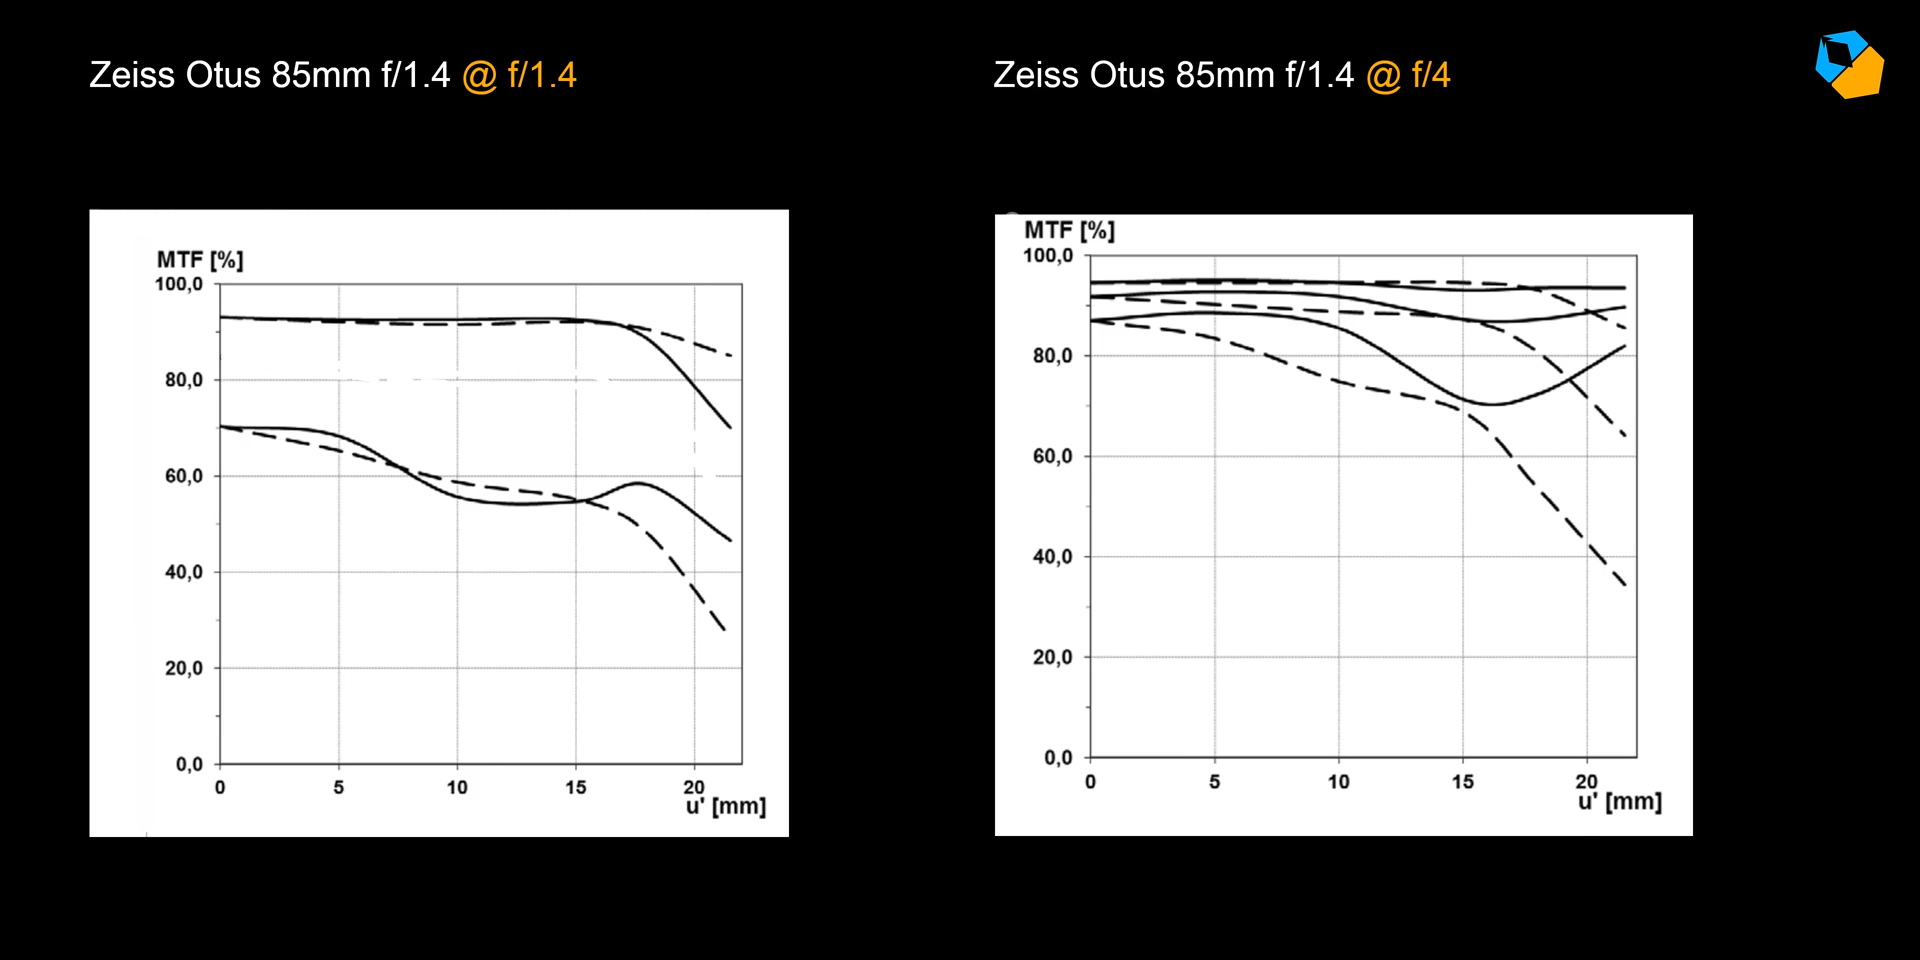 Zeiss Otus 85mm f/1.4 @ f/1.4
Zeiss Otus 85mm f/1.4 @ f/4
MTF [%]
100,0
80,0
60,0
40,0
20,0
0,0
0 5 10 15 20
u' [mm]
MTF [%]
100,0
80,0
60,0
40,0
20,0
0,0
0 5 10 15 20
u' [mm]